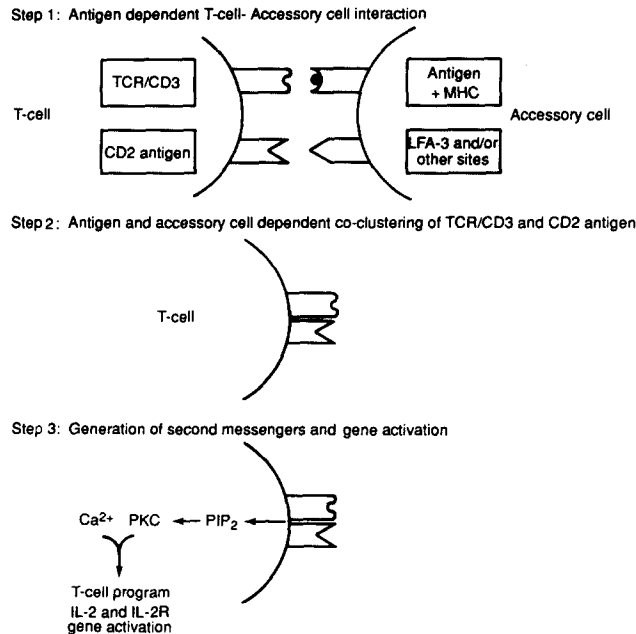 Step 1: Antigen dependent T-cell- Accessory cell interaction
TCR/CD3
Antigen
+ MHC
T-cell
Accessory cell
CD2 antigen
LFA-3 and/or
other sites
Step 2: Antigen and accessory cell dependent co-clustering of TCR/CD3 and CD2 antigen
T-cell
Step 3: Generation of second messengers and gene activation
Ca²⁺ PKC ← PIP₂ ←
T-cell program
IL-2 and IL-2R
gene activation